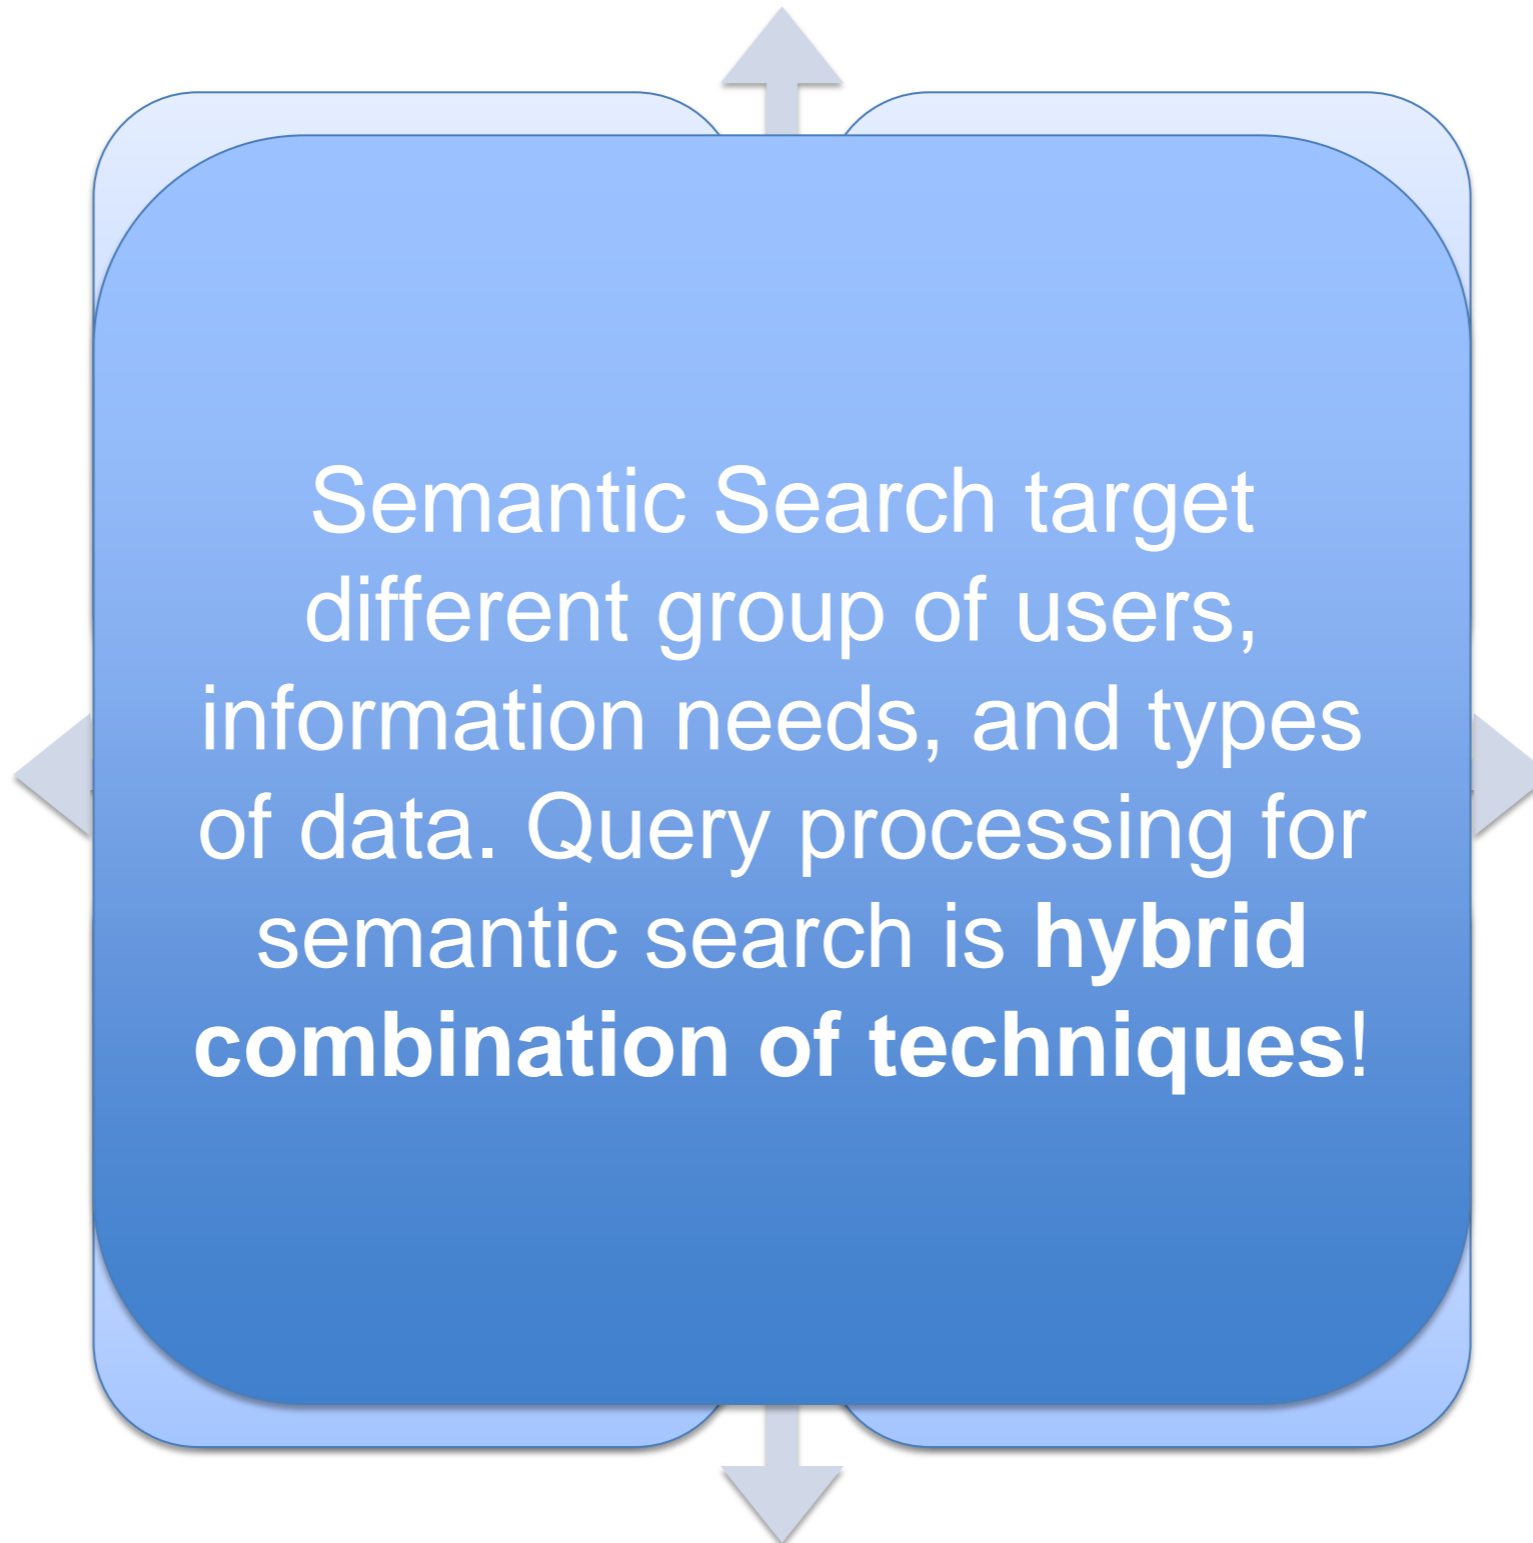 Semantic Search target
different group of users,
information needs, and types
of data. Query processing for
semantic search is hybrid
combination of techniques!